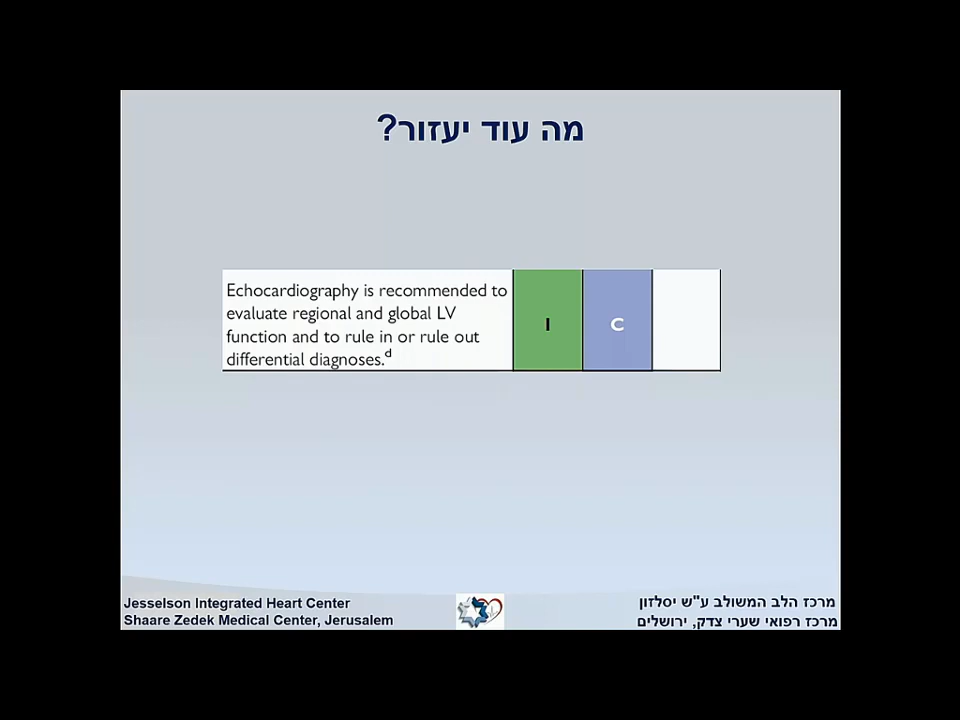 מה עוד יעזור?
Echocardiography is recommended to
evaluate regional and global LV
function and to rule in or rule out
differential diagnoses.d
I
C
Jesselson Integrated Heart Center
Shaare Zedek Medical Center, Jerusalem
מרכז הלב המשולב ע"ש יסלזון
מרכז רפואי שערי צדק, ירושלים